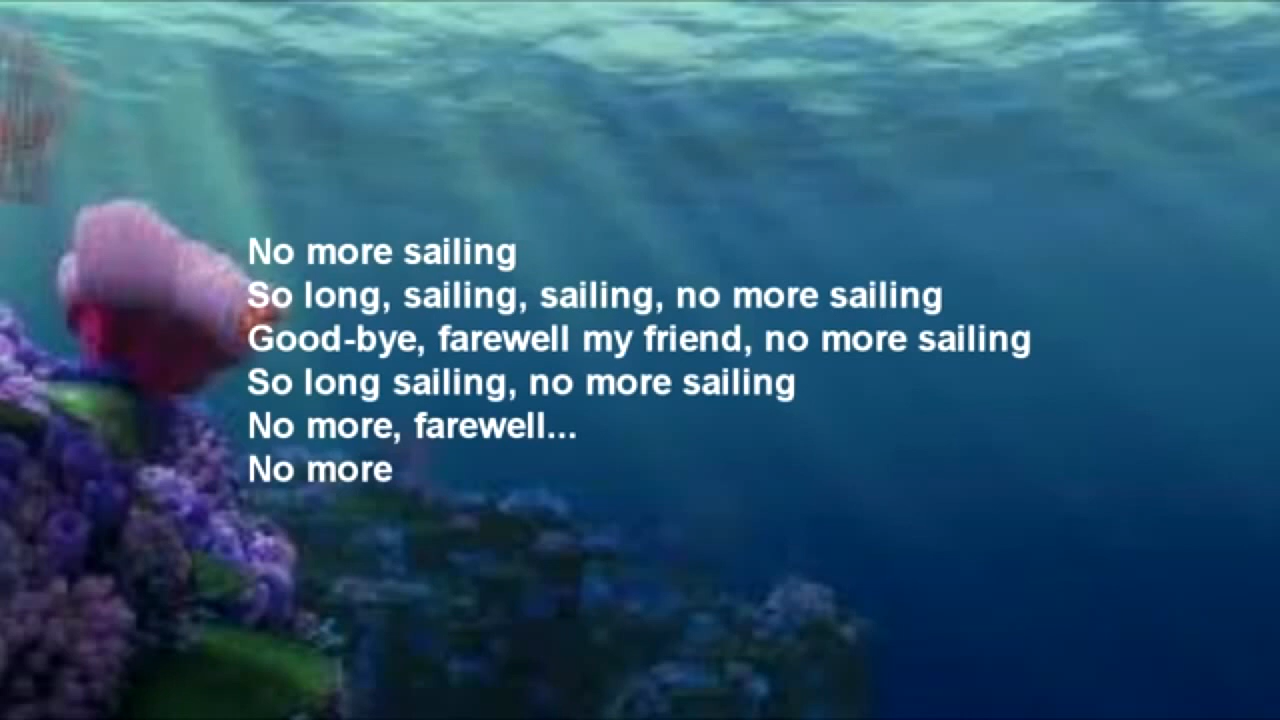 No more sailing
So long, sailing, sailing, no more sailing
Good-bye, farewell my friend, no more sailing
So long sailing, no more sailing
No more, farewell...
No more